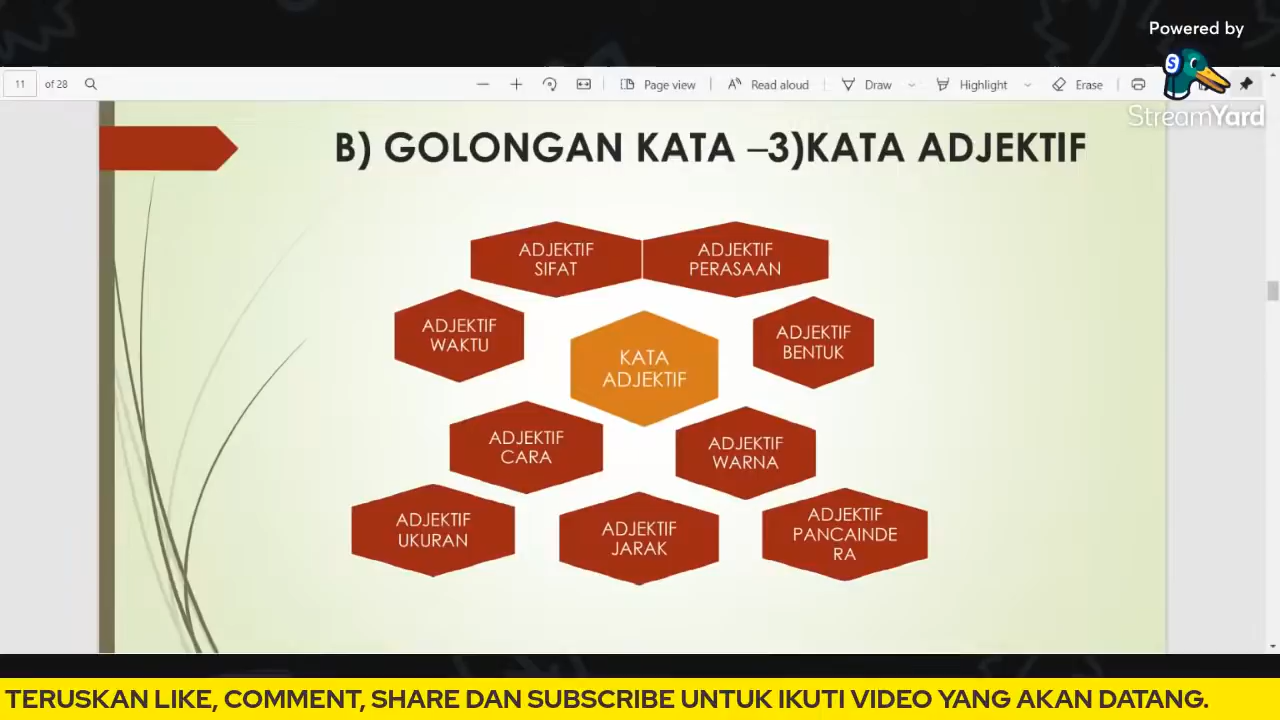 Powered by
StreamYard
11 of 28
Page view
Read aloud
Draw
Highlight
Erase
B) GOLONGAN KATA –3)KATA ADJEKTIF
ADJEKTIF
SIFAT
ADJEKTIF
PERASAAN
ADJEKTIF
WAKTU
KATA
ADJEKTIF
ADJEKTIF
BENTUK
ADJEKTIF
CARA
ADJEKTIF
WARNA
ADJEKTIF
UKURAN
ADJEKTIF
JARAK
ADJEKTIF
PANCAINDE
RA
TERUSKAN LIKE, COMMENT, SHARE DAN SUBSCRIBE UNTUK IKUTI VIDEO YANG AKAN DATANG.